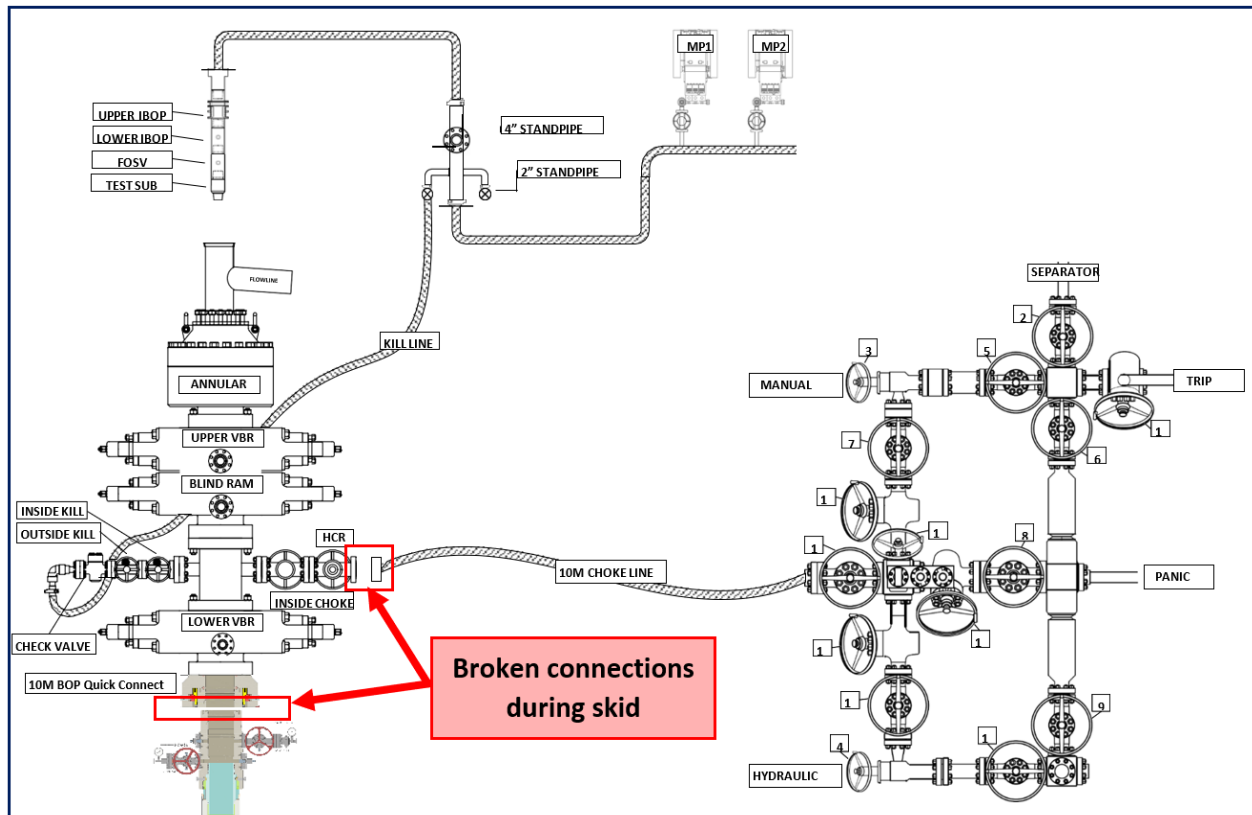 MP1
MP2
UPPER IBOP
LOWER IBOP
FOSV
TEST SUB
4” STANDPIPE
2” STANDPIPE
FLOWLINE
KILL LINE
ANNULAR
UPPER VBR
BLIND RAM
INSIDE KILL
OUTSIDE KILL
HCR
INSIDE CHOKE
LOWER VBR
CHECK VALVE
10M BOP Quick Connect
10M CHOKE LINE
Broken connections
during skid
SEPARATOR
2
3
5
MANUAL
TRIP
1
7
6
1
1
1
8
PANIC
1
1
1
9
4
1
HYDRAULIC